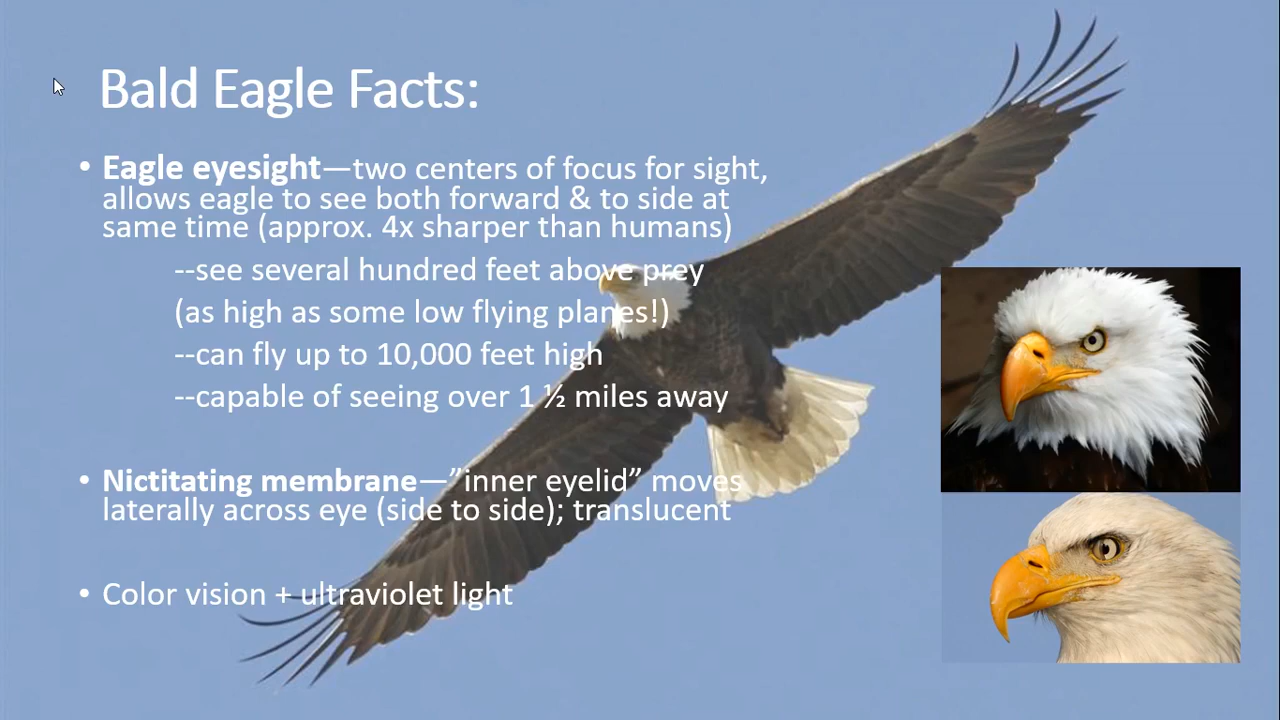 Bald Eagle Facts:
• Eagle eyesight—two centers of focus for sight,
allows eagle to see both forward & to side at
same time (approx. 4x sharper than humans)
--see several hundred feet above prey
(as high as some low flying planes!)
--can fly up to 10,000 feet high
--capable of seeing over 1 ½ miles away
• Nictitating membrane—”inner eyelid” moves
laterally across eye (side to side); translucent
• Color vision + ultraviolet light